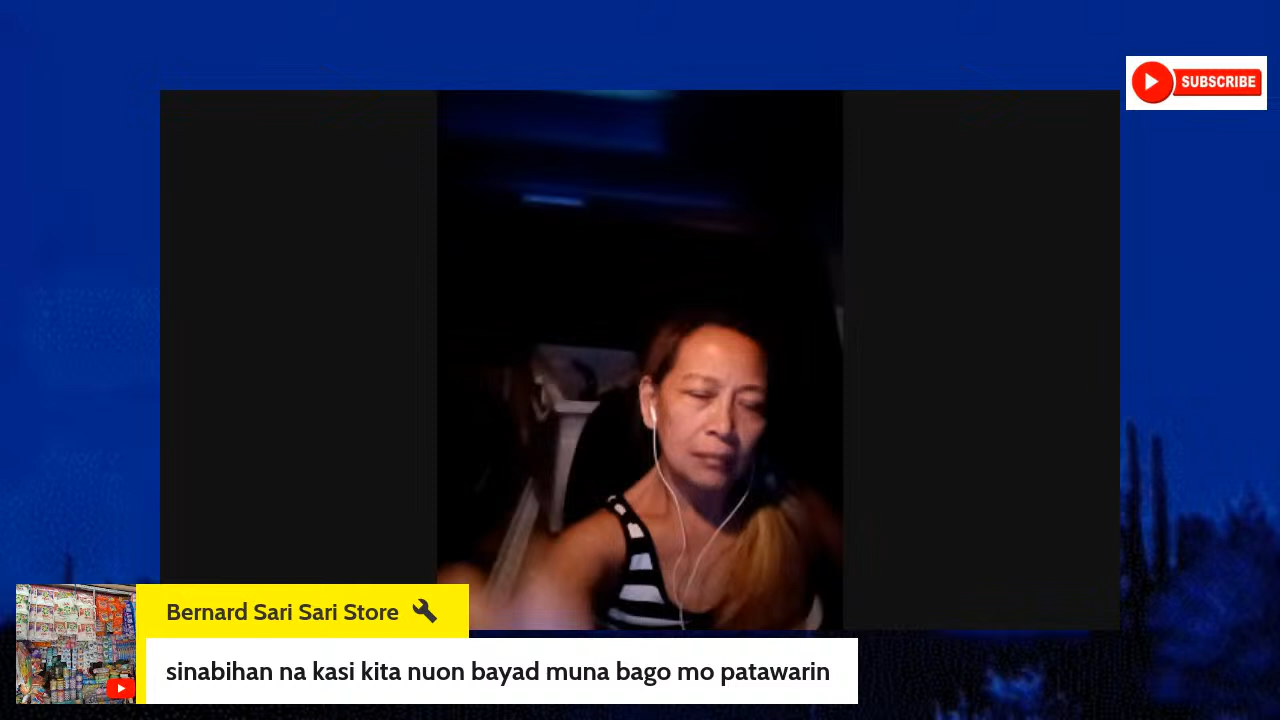 SUBSCRIBE
Bernard Sari Sari Store
sinabihan na kasi kita nuon bayad muna bago mo patawarin